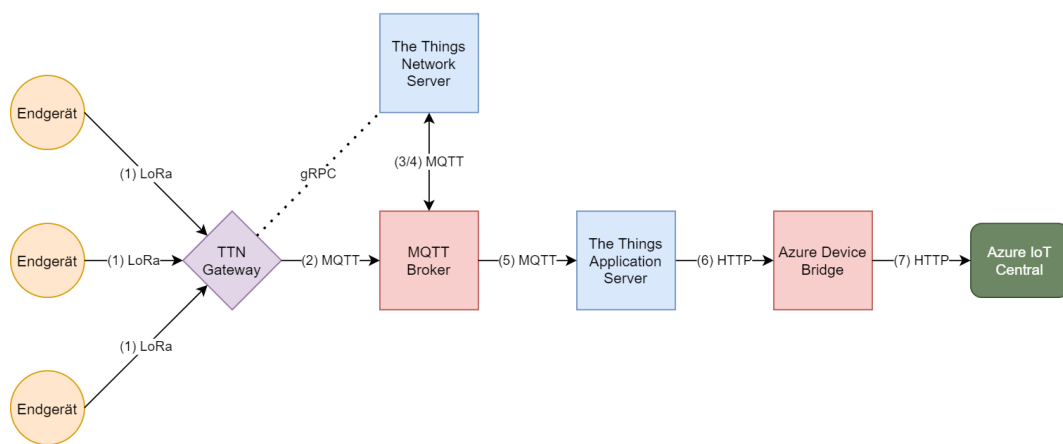 The Things
Network
Server
Endgerät
(1) LoRa
gRPC
(3/4) MQTT
Endgerät
(1) LoRa
TTN
Gateway
(2) MQTT
MQTT
Broker
(5) MQTT
The Things
Application
Server
(6) HTTP
Azure Device
Bridge
(7) HTTP
Azure IoT
Central
(1) LoRa
Endgerät